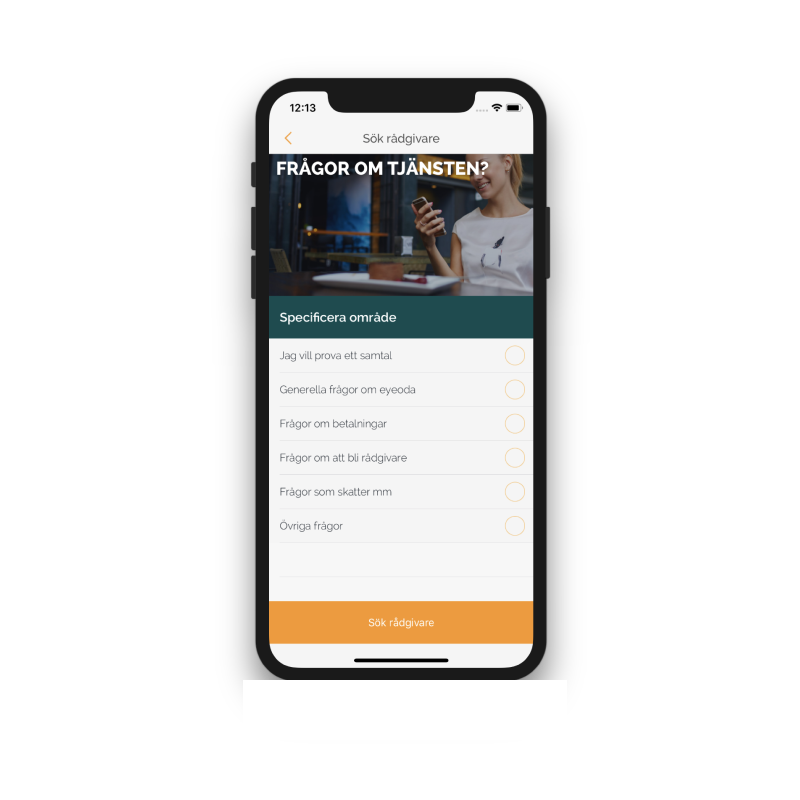 12:13
Sök rådgivare
FRÅGOR OM TJÄNSTEN?
Specificera område
Jag vill prova ett samtal
Generella frågor om eyeoda
Frågor om betalningar
Frågor om att bli rådgivare
Frågor som skatter mm
Övriga frågor
Sök rådgivare